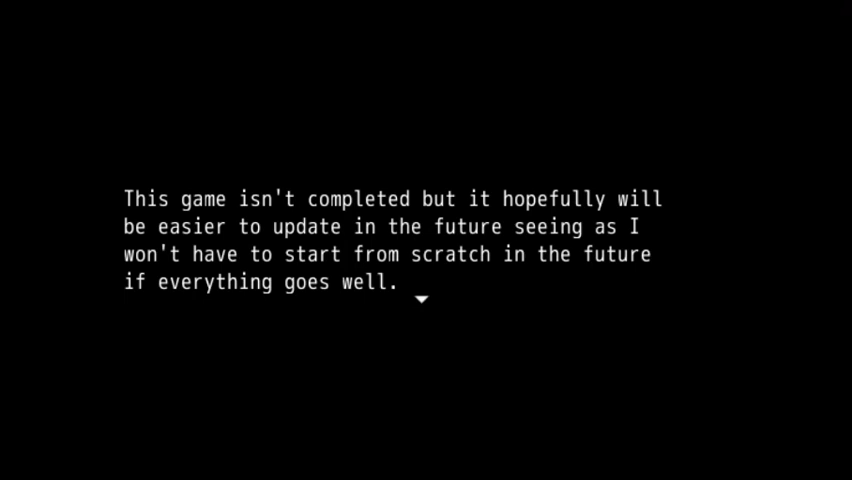 This game isn't completed but it hopefully will
be easier to update in the future seeing as I
won't have to start from scratch in the future
if everything goes well.